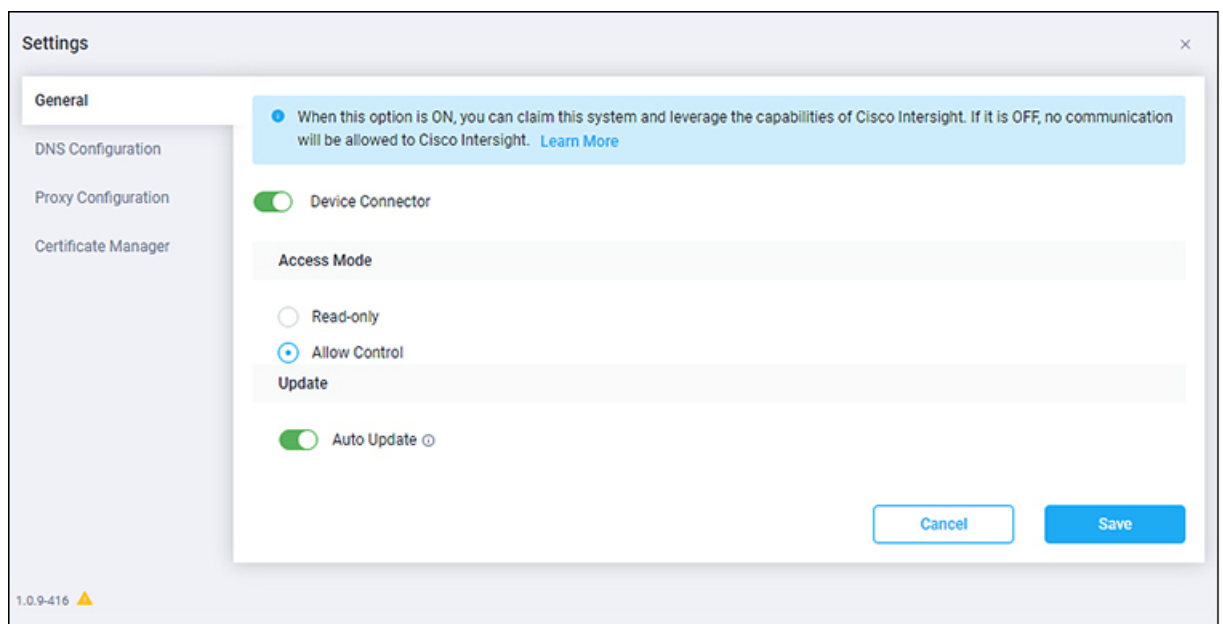 Settings
General
DNS Configuration
Proxy Configuration
Certificate Manager
When this option is ON, you can claim this system and leverage the capabilities of Cisco Intersight. If it is OFF, no communication
will be allowed to Cisco Intersight. Learn More
Device Connector
Access Mode
Read-only
Allow Control
Update
Auto Update
Cancel
Save
1.0.9-416